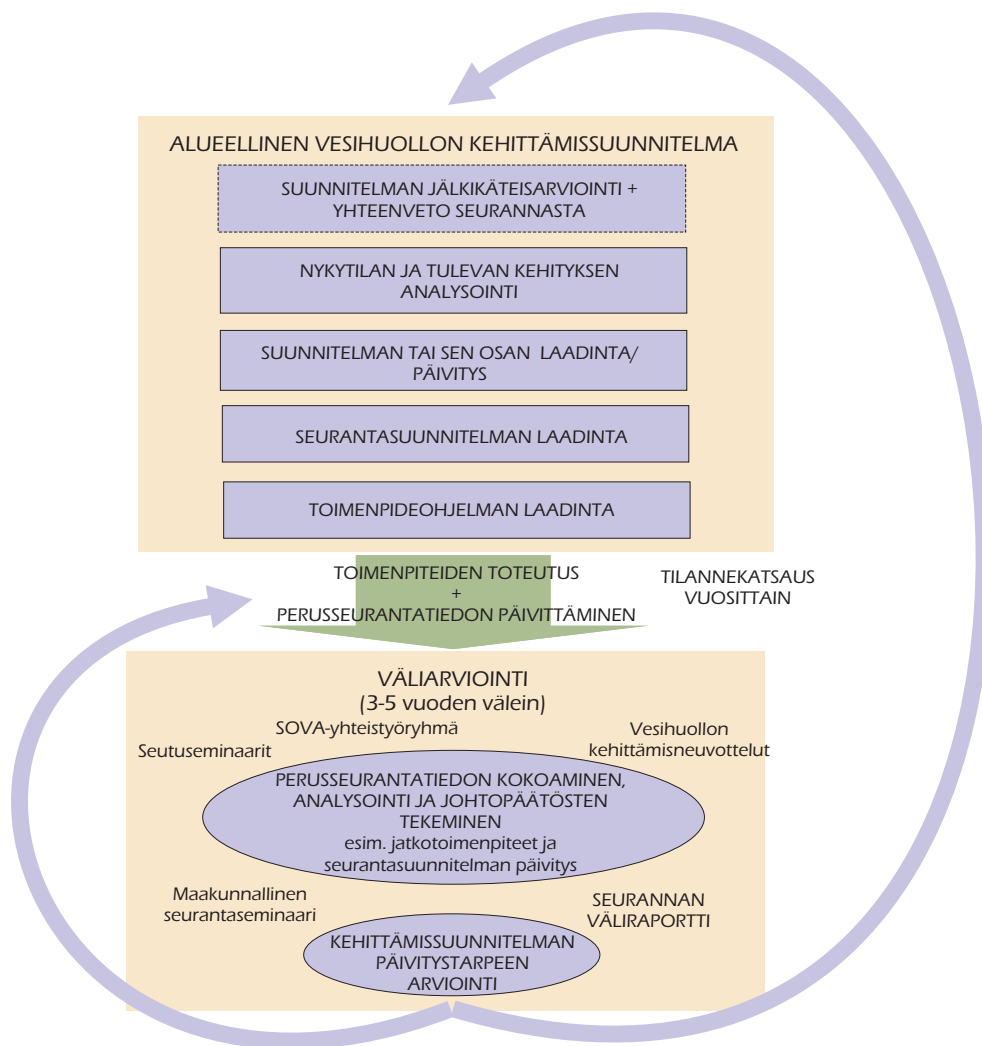 ALUEELLINEN VESIHUOLLON KEHITTÄMISSUUNNITELMA
SUUNNITELMAN JÄLKIKÄTEISARVIOINTI +
YHTEENVETO SEURANNASTA
NYKYTILAN JA TULEVAN KEHITYKSEN
ANALYSOINTI
SUUNNITELMAN TAI SEN OSAN LAADINTA/
PÄIVITYS
SEURANTASUUNNITELMAN LAADINTA
TOIMENPIDEOHJELMAN LAADINTA
TOIMENPITEIDEN TOTEUTUS
+
PERUSSEURANTATIEDON PÄIVITTÄMINEN
TILANNEKATSAUS
VUOSITTAIN
VÄLIARVIOINTI
(3-5 vuoden välein)
SOVA-yhteistyöryhmä
Seutuseminaarit
Vesihuollon
kehittämisneuvottelut
PERUSSEURANTATIEDON KOKOAMINEN,
ANALYSOINTI JA JOHTOPÄÄTÖSTEN
TEKEMINEN
esim. jatkotoimenpiteet ja
seurantasuunnitelman päivitys
Maakunnallinen
seurantaseminaari
SEURANNAN
VÄLIRAPORTTI
KEHITTÄMISSUUNNITELMAN
PÄIVITYSTARPEEN
ARVIOINTI